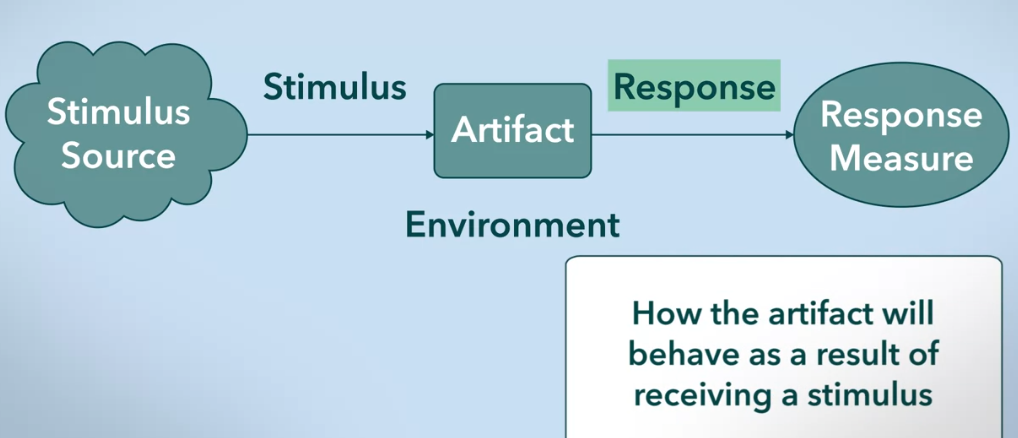 Stimulus
Source
Stimulus
Artifact
Response
Response
Measure
Environment
How the artifact will
behave as a result of
receiving a stimulus